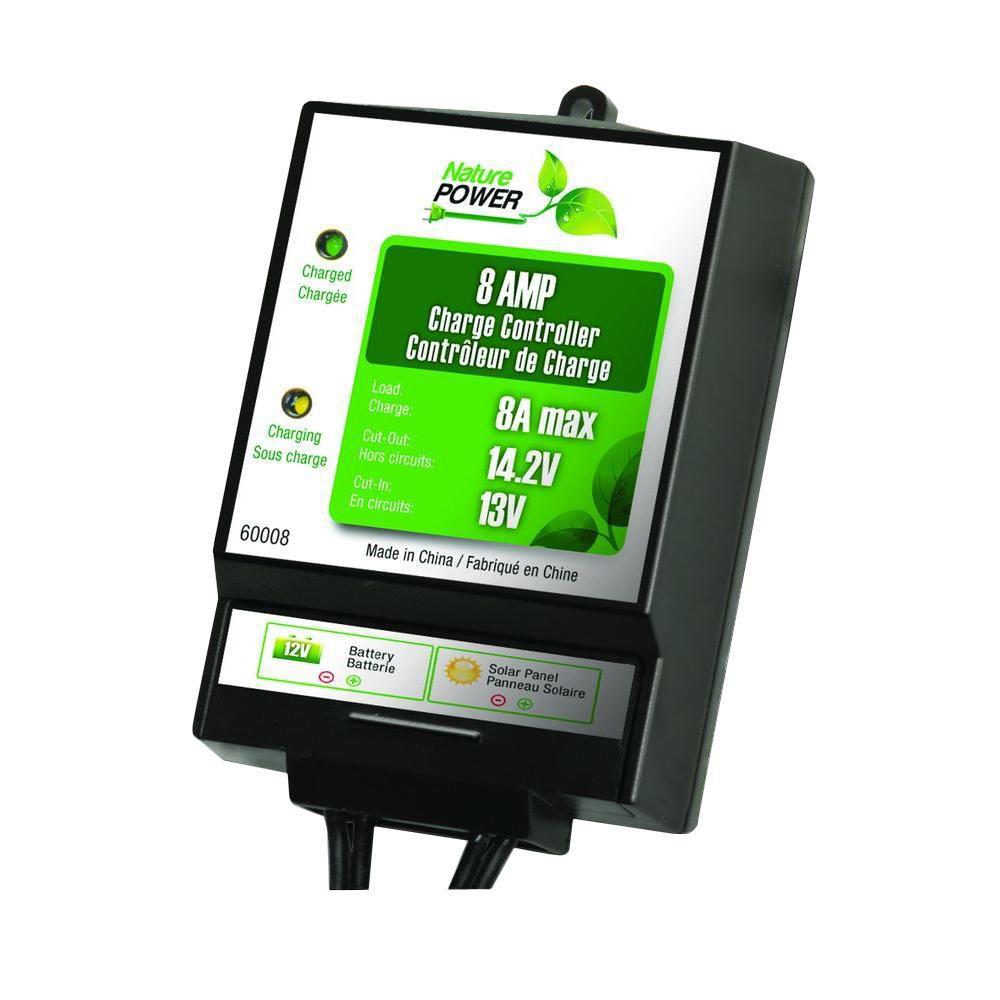 Nature
POWER
Charged
Chargée
8 AMP
Charge Controller
Contrôleur de Charge
Load:
Charge:
8A max
Cut-Out:
Hors circuits:
14.2V
Cut-In:
En circuits:
13V
Charging
Sous charge
60008
Made in China / Fabriqué en Chine
12V
Battery
Batterie
Solar Panel
Panneau Solaire